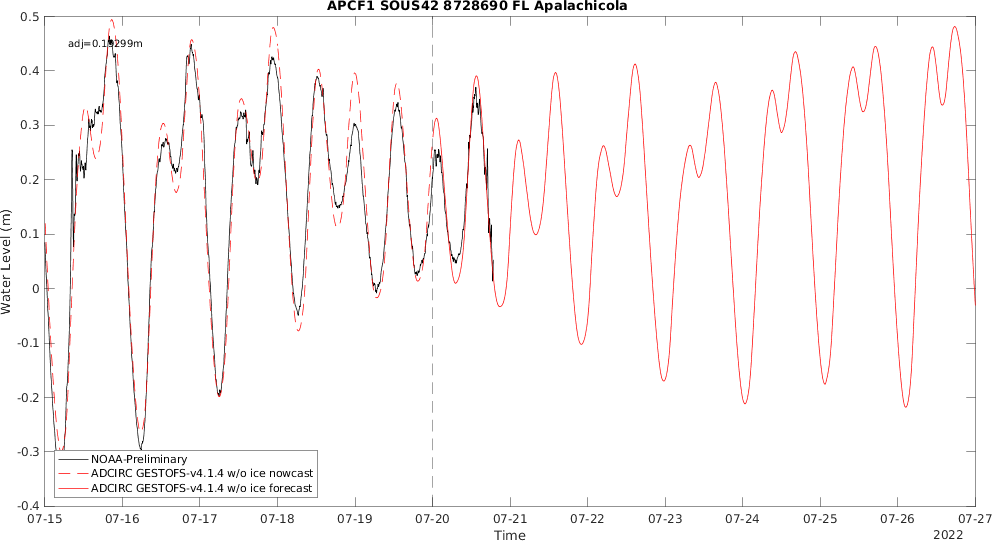 APCF1 SOUS42 8728690 FL Apalachicola
0.5
0.4
0.3
0.2
0.1
0
-0.1
-0.2
-0.3
-0.4
Water Level (m)
NOAA-Preliminary
ADCIRC GESTOFS-v4.1.4 w/o ice nowcast
ADCIRC GESTOFS-v4.1.4 w/o ice forecast
07-15 07-16 07-17 07-18 07-19 07-20 07-21 07-22 07-23 07-24 07-25 07-26 07-27
Time
2022